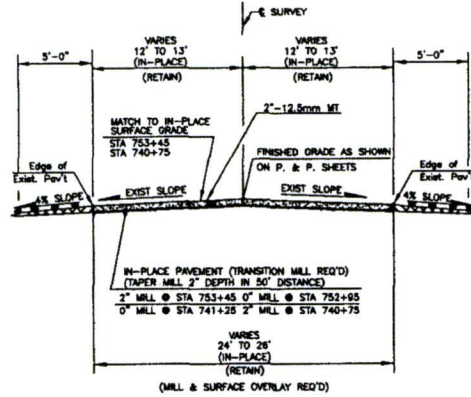 ℄ SURVEY
VARIES
12' TO 13'
(IN-PLACE)
(RETAIN)
VARIES
12' TO 13'
(IN-PLACE)
(RETAIN)
5'-0"
5'-0"
MATCH TO IN-PLACE
SURFACE GRADE
STA 753+45
STA 740+75
2"-12.5mm MT
FINISHED GRADE AS SHOWN
ON P. & P. SHEETS
Edge of
Exist. Pav't
Edge of
Exist. Pav't
EXIST SLOPE
EXIST SLOPE
4% SLOPE
4% SLOPE
IN-PLACE PAVEMENT (TRANSITION MILL REQ'D)
(TAPER MILL 2" DEPTH IN 50' DISTANCE)
2" MILL @ STA 753+45 0" MILL @ STA 752+95
0" MILL @ STA 741+25 2" MILL @ STA 740+75
VARIES
24' TO 26'
(IN-PLACE)
(RETAIN)
(MILL & SURFACE OVERLAY REQ'D)